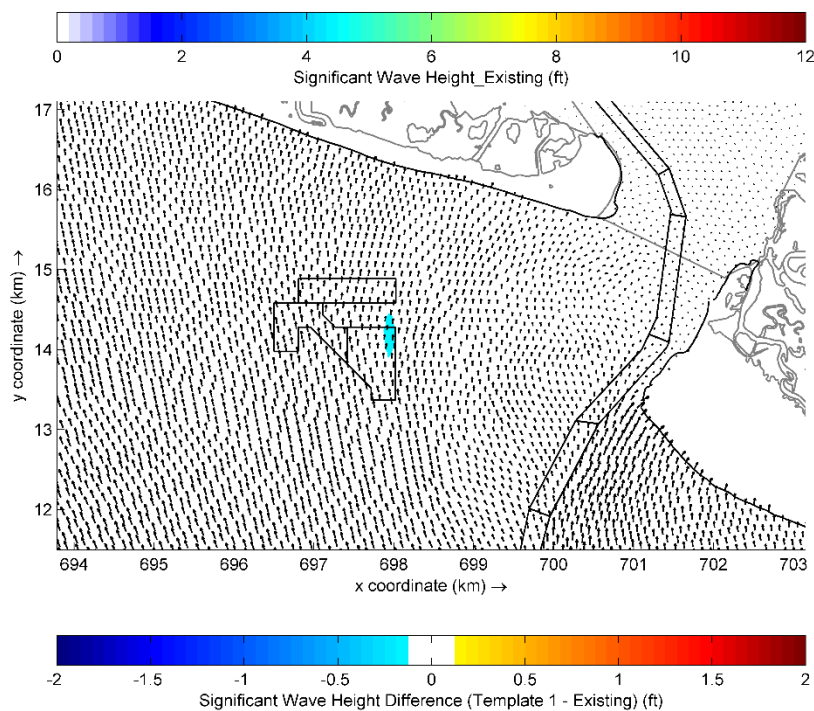 0 2 4 6 8 10 12
Significant Wave Height_Existing (ft)
17
16
15
14
13
12
y coordinate (km) →
694 695 696 697 698 699 700 701 702 703
x coordinate (km) →
-2 -1.5 -1 -0.5 0 0.5 1 1.5 2
Significant Wave Height Difference (Template 1 - Existing) (ft)